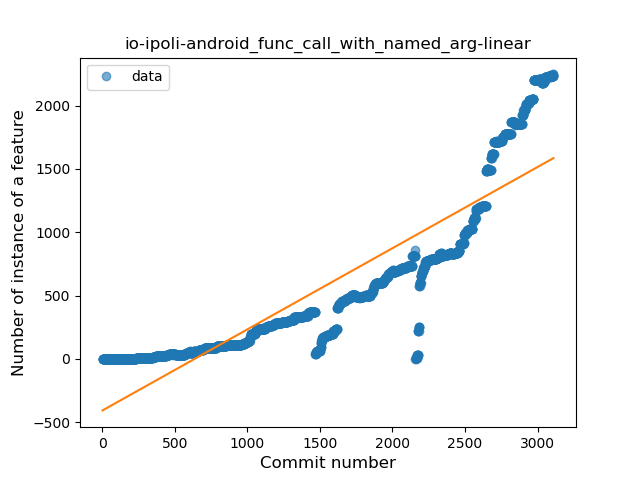 io-ipoli-android_func_call_with_named_arg-linear
data
Number of instance of a feature
2000
1500
1000
500
0
−500
0 500 1000 1500 2000 2500 3000
Commit number